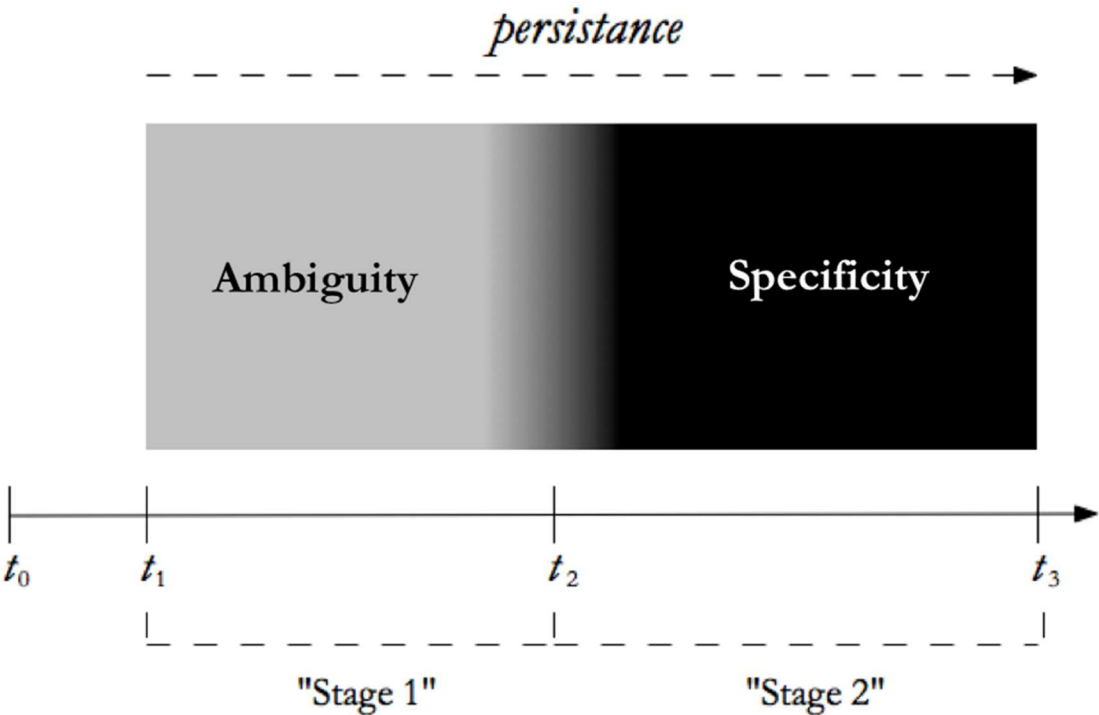 persistance
Ambiguity Specificity
t₀ t₁ t₂ t₃
"Stage 1" "Stage 2"